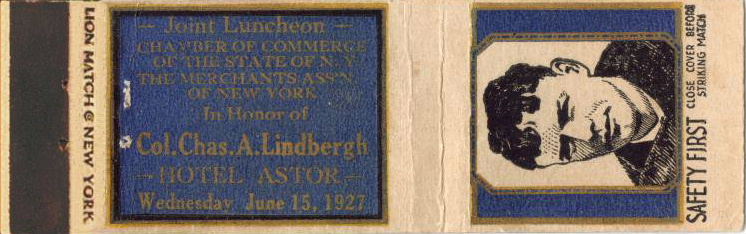 LION MATCH © NEW YORK
— Joint Luncheon —
CHAMBER OF COMMERCE
OF THE STATE OF N. Y
THE MERCHANTS ASS'N.
OF NEW YORK
In Honor of
Col. Chas. A. Lindbergh
— HOTEL ASTOR —
Wednesday June 15, 1927
SAFETY FIRST
CLOSE COVER BEFORE
STRIKING MATCH